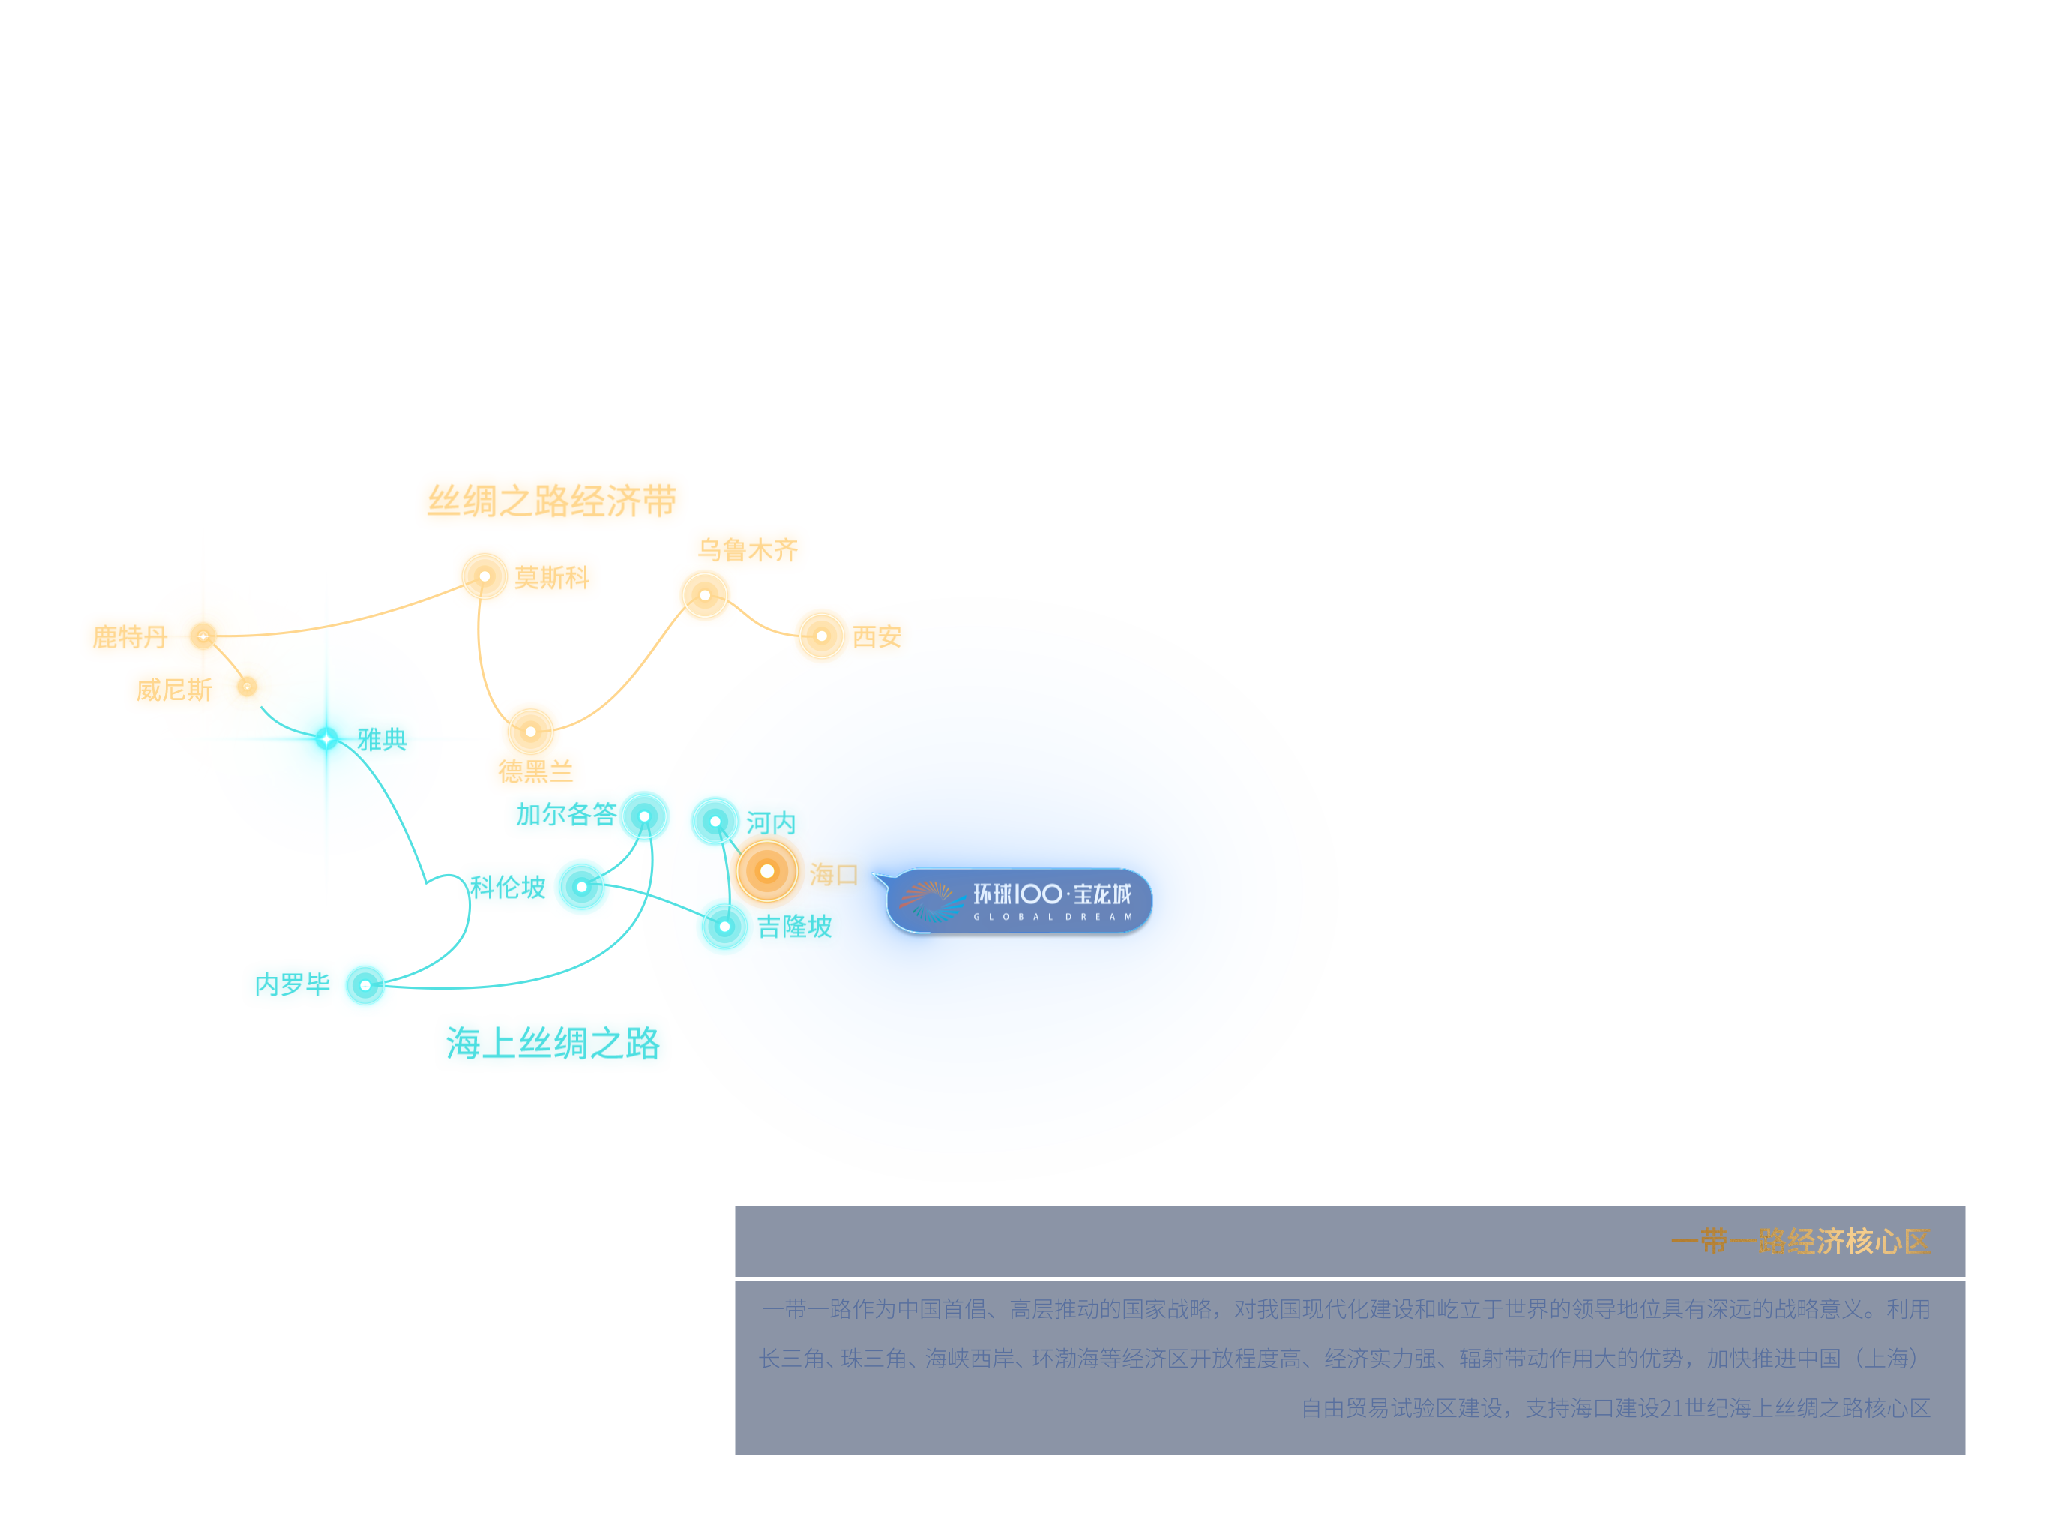 丝绸之路经济带
乌鲁木齐
莫斯科
鹿特丹
西安
威尼斯
雅典
德黑兰
加尔各答
河内
海口
科伦坡
环球100·宝龙城
GLOBAL DREAM
吉隆坡
内罗毕
海上丝绸之路
一带一路经济核心区
一带一路作为中国首倡、高层推动的国家战略，对我国现代化建设和屹立于世界的领导地位具有深远的战略意义。利用
长三角、珠三角、海峡西岸、环渤海等经济区开放程度高、经济实力强、辐射带动作用大的优势，加快推进中国（上海）
自由贸易试验区建设，支持海口建设21世纪海上丝绸之路核心区